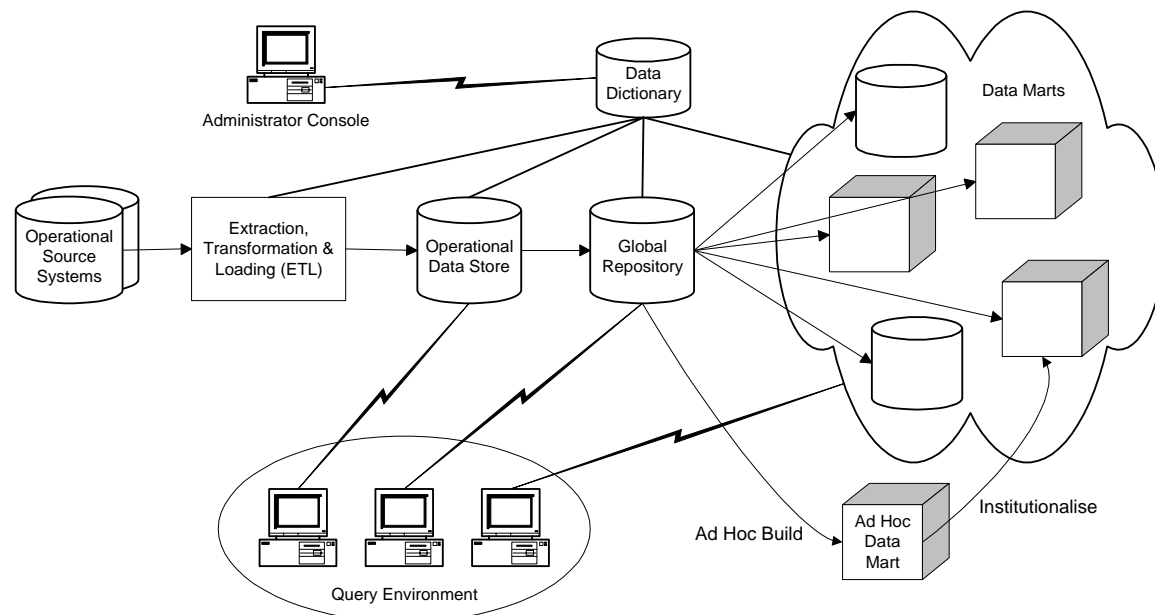 Administrator Console
Data
Dictionary
Data Marts
Operational
Source
Systems
Extraction,
Transformation &
Loading (ETL)
Operational
Data Store
Global
Repository
Ad Hoc Build
Ad Hoc
Data
Mart
Institutionalise
Query Environment